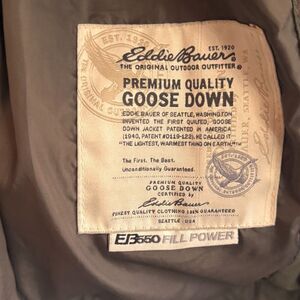 EST. 1920
Eddie Bauer
EST. 1920
THE ORIGINAL OUTDOOR OUTFITTER®
PREMIUM QUALITY
GOOSE DOWN
EDDIE BAUER OF SEATTLE, WASHINGTON
INVENTED THE FIRST QUILTED, GOOSE
DOWN JACKET PATENTED IN AMERICA
(1940, PATENT #D119-122). HE CALLED IT
"THE LIGHTEST, WARMEST THING ON EARTH."
The First. The Best.
Unconditionally Guaranteed.
PREMIUM QUALITY
GOOSE DOWN
CERTIFIED BY
Eddie Bauer
FINEST QUALITY CLOTHING 100% GUARANTEED
SEATTLE · USA
EB550 FILL POWER